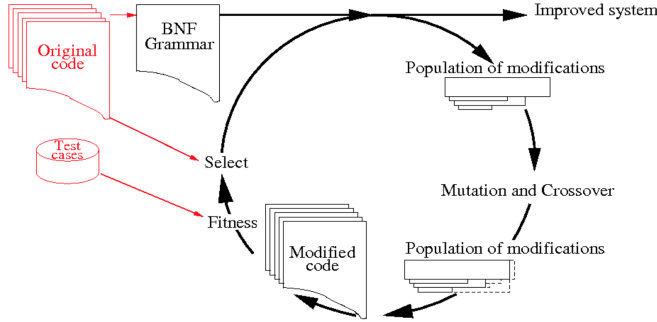 Improved system
BNF
Grammar
Original
code
Population of modifications
Test
cases
Select
Mutation and Crossover
Fitness
Modified
code
Population of modifications